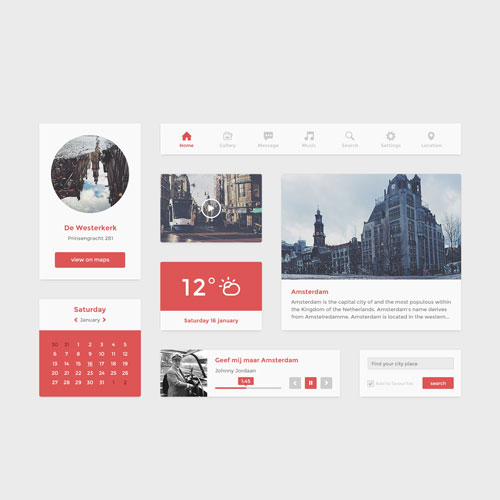 Home Gallery Message Music Search Settings Location
De Westerkerk
Prinsengracht 281
view on maps
12°
Saturday 16 january
Amsterdam
Amsterdam is the capital city of and the most populous within
the Kingdom of the Netherlands. Amsterdam's name derives
from Amstelredamme. Amsterdam is located in the western...
Saturday
January
30 31 1 2 3 4 5
6 7 8 9 10 11 12
13 14 15 16 17 18 19
20 21 22 23 24 25 26
27 28 29 30 31 1 2
Geef mij maar Amsterdam
Johnny Jordaan
1.45
Find your city place
Add to favourites
search